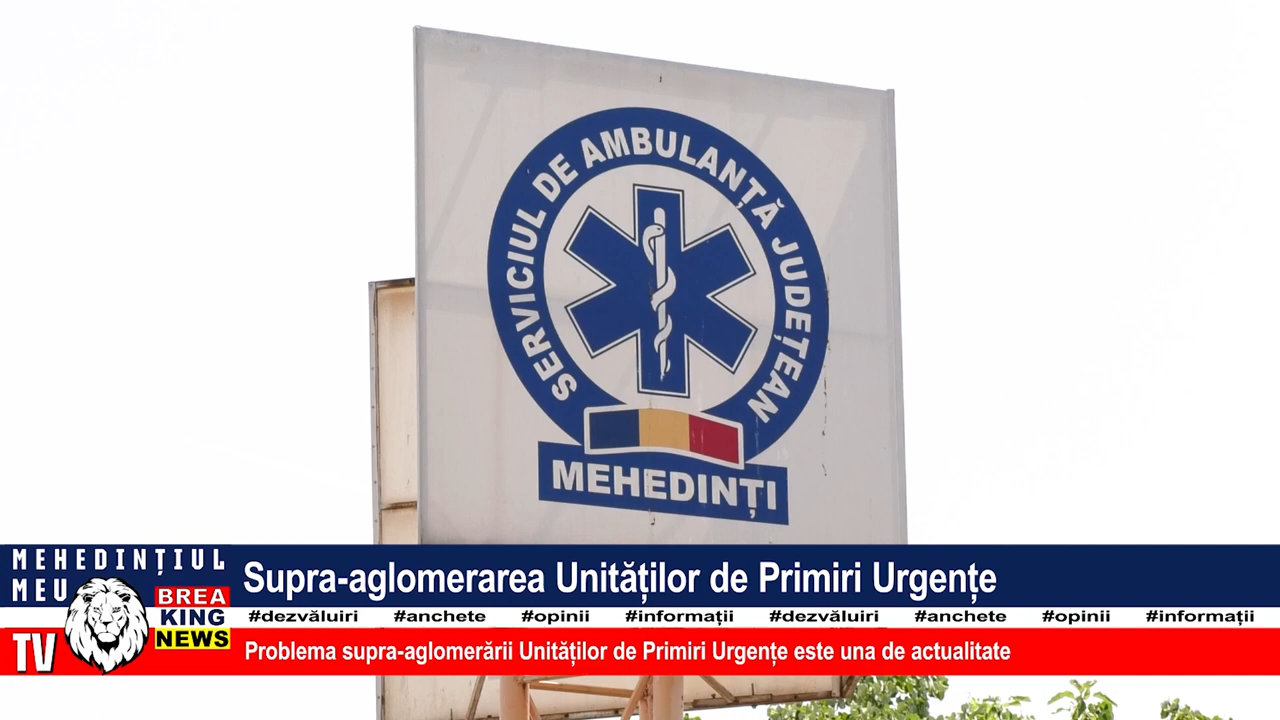 SERVICIUL DE AMBULANȚĂ JUDEȚEAN
MEHEDINȚI
MEHEDINȚIUL
MEU
TV
BREA
KING
NEWS
Supra-aglomerarea Unităților de Primiri Urgențe
#dezvăluiri #anchete #opinii #informații #dezvăluiri #anchete #opinii #informații
Problema supra-aglomerării Unităților de Primiri Urgențe este una de actualitate